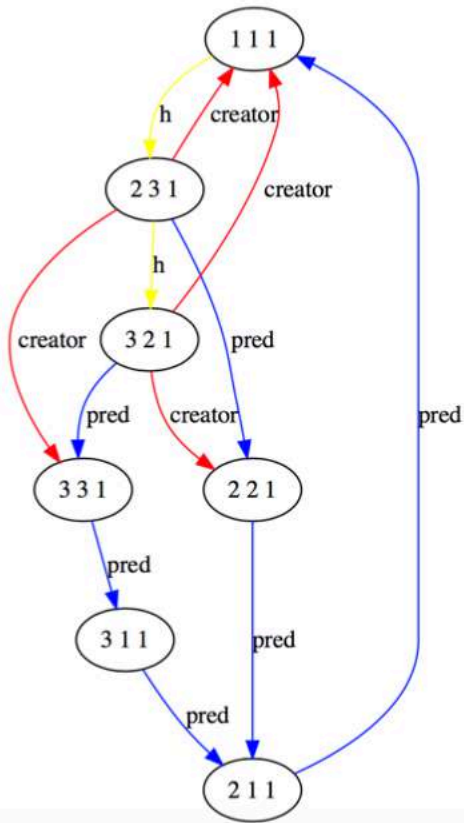 1 1 1
h
creator
creator
2 3 1
h
creator
pred
3 2 1
pred
creator
pred
3 3 1
2 2 1
pred
3 1 1
pred
pred
2 1 1